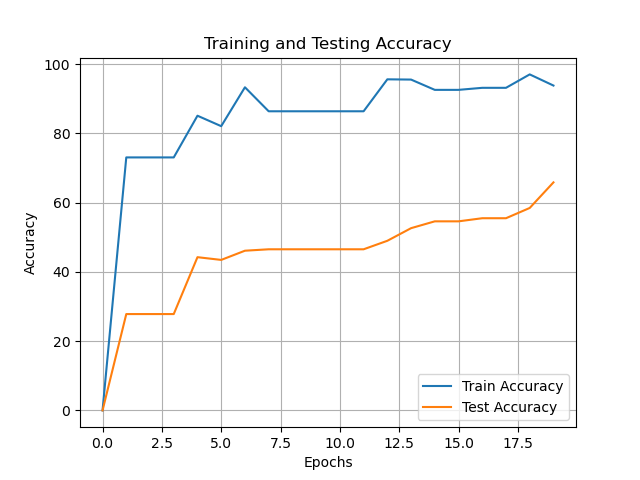 Training and Testing Accuracy
100
80
60
40
20
0
Accuracy
0.0 2.5 5.0 7.5 10.0 12.5 15.0 17.5
Epochs
Train Accuracy
Test Accuracy